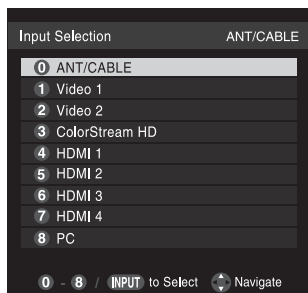 Input Selection ANT/CABLE
0 ANT/CABLE
1 Video 1
2 Video 2
3 ColorStream HD
4 HDMI 1
5 HDMI 2
6 HDMI 3
7 HDMI 4
8 PC
0 - 8 / INPUT to Select Navigate